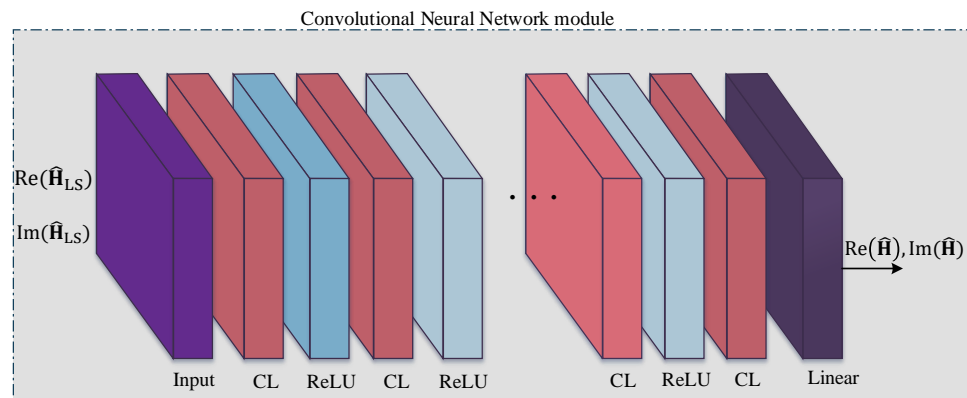 Convolutional Neural Network module
Re(Ĥ_LS)
Im(Ĥ_LS)
. . .
Re(Ĥ), Im(Ĥ)
Input CL ReLU CL ReLU CL ReLU CL Linear